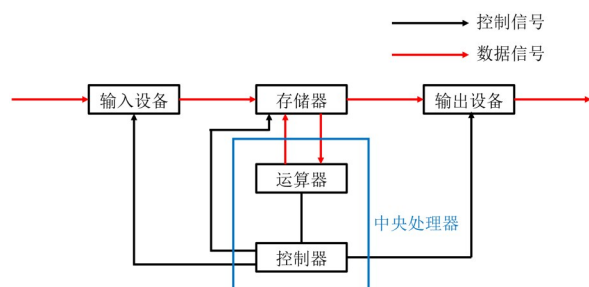 控制信号
数据信号
输入设备
存储器
输出设备
运算器
中央处理器
控制器